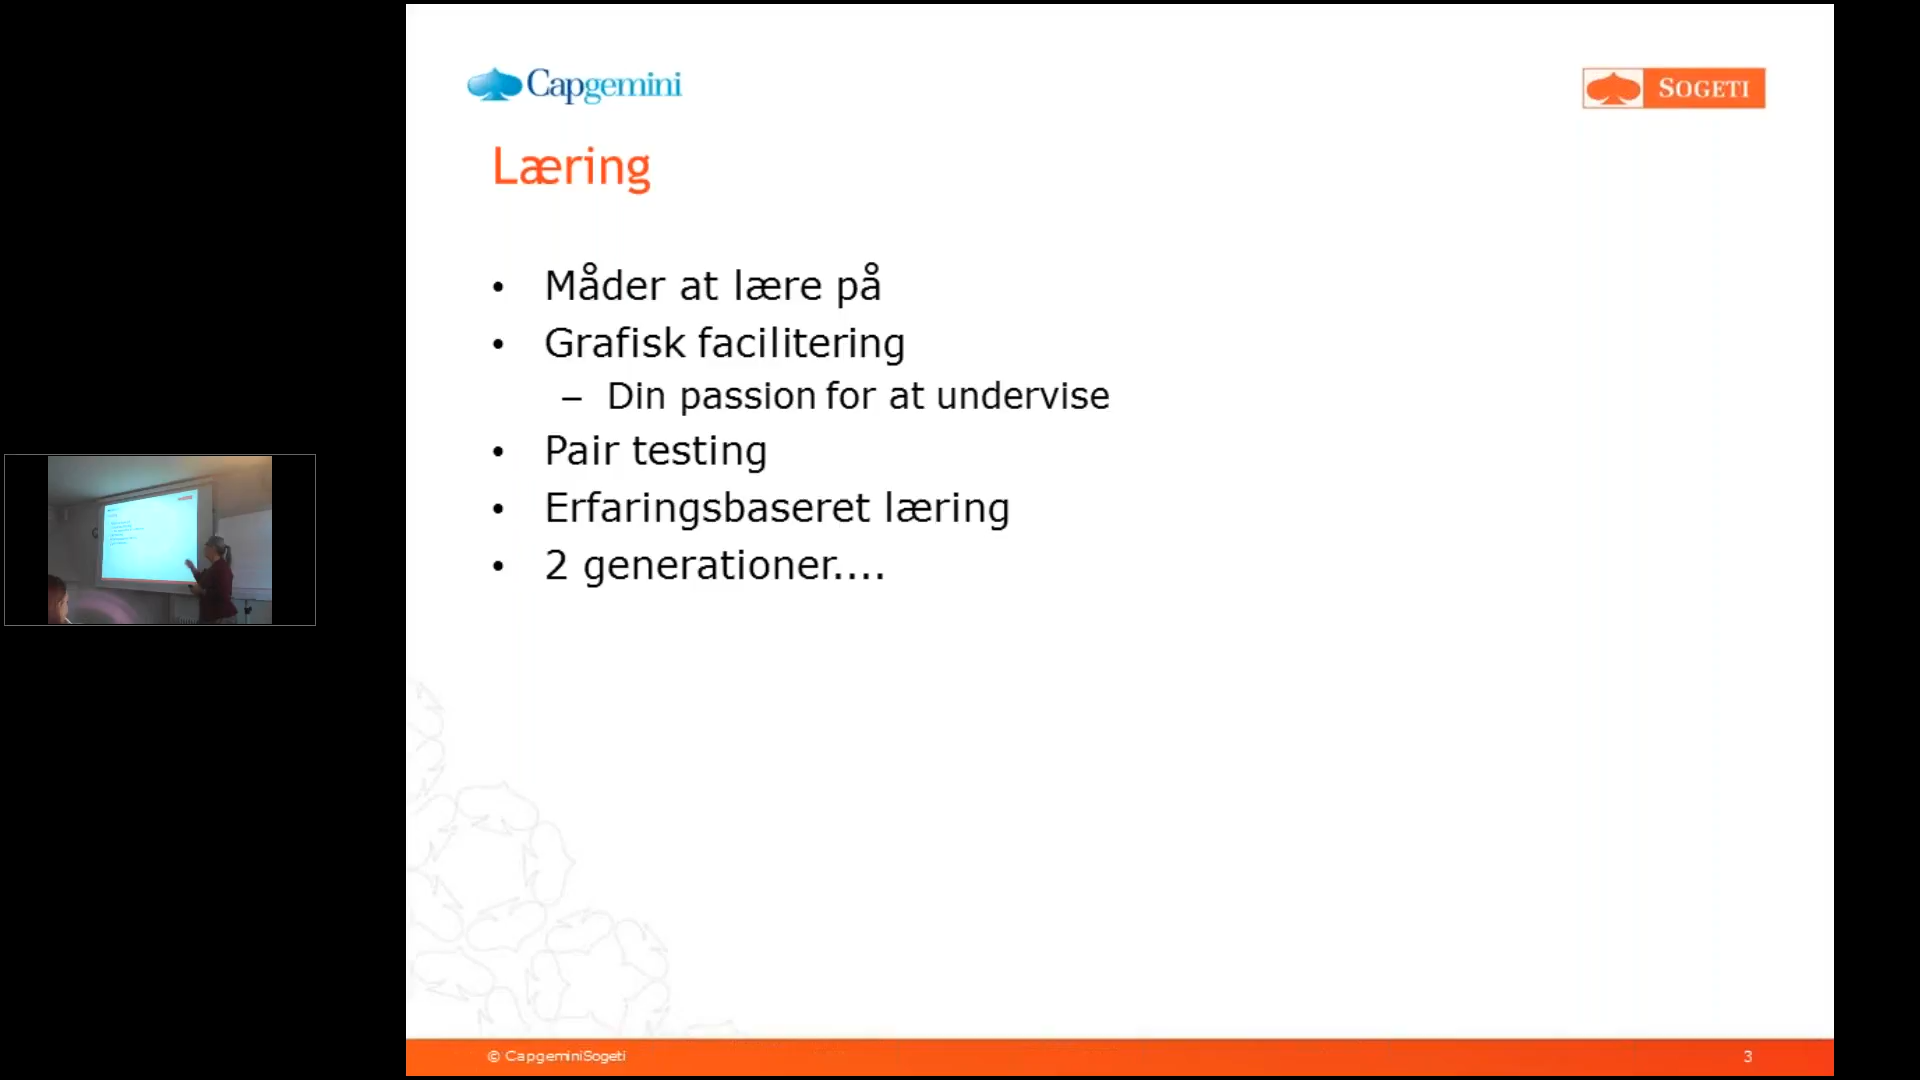 Capgemini
SOGETI
Læring
• Måder at lære på
• Grafisk facilitering
– Din passion for at undervise
• Pair testing
• Erfaringsbaseret læring
• 2 generationer....
© CapgeminiSogeti
3